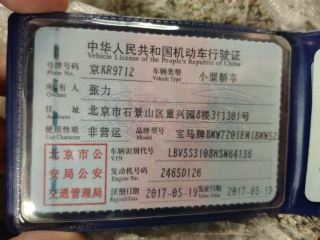 中华人民共和国机动车行驶证
Vehicle License of the People's Republic of China
号牌号码 京KR9712 车辆类型 小型轿车
Plate No. Vehicle Type
所有人 张力
Owner
住址 北京市石景山区重兴园8楼3门301号
Address
使用性质 非营运 品牌型号 宝马牌BMW7201EM(BMW52
Use Character Model
北京市公安局公安交通管理局
车辆识别代号 LBV5S3108HSN64136
VIN
发动机号码 246SD126
Engine No.
注册日期 2017-05-19 发证日期 2017-05-19
Register Date Issue Date